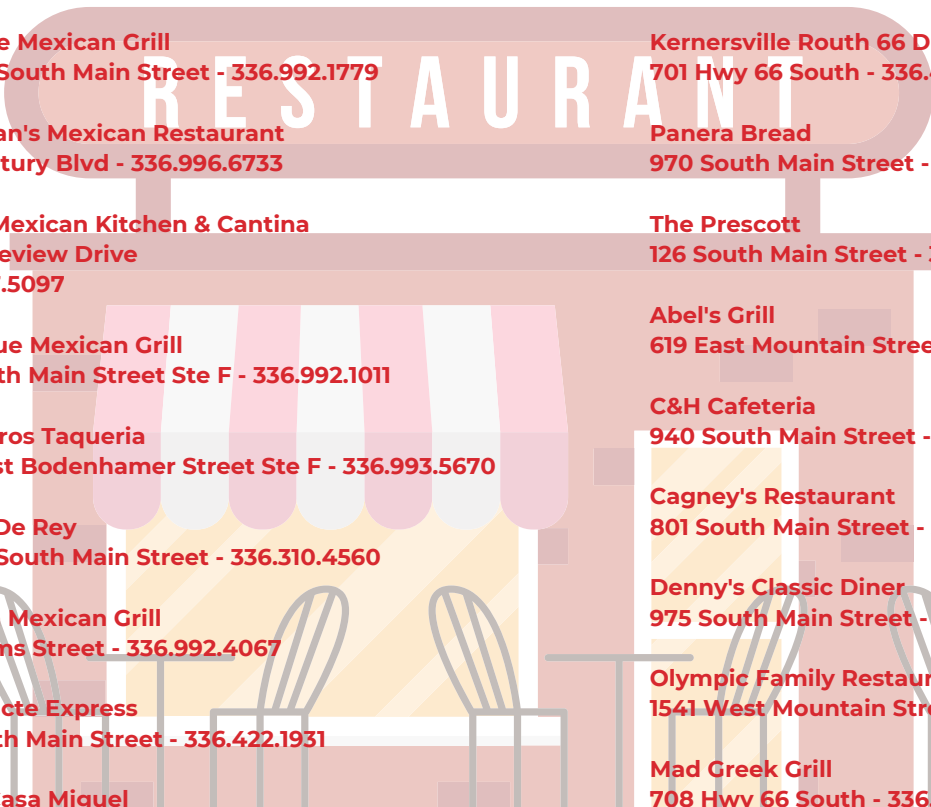 RESTAURANT
e Mexican Grill
South Main Street - 336.992.1779
an's Mexican Restaurant
tury Blvd - 336.996.6733
Mexican Kitchen & Cantina
eview Drive
.5097
ue Mexican Grill
th Main Street Ste F - 336.992.1011
ros Taqueria
st Bodenhamer Street Ste F - 336.993.5670
De Rey
South Main Street - 336.310.4560
Mexican Grill
ns Street - 336.992.4067
cte Express
th Main Street - 336.422.1931
Casa Miguel
Kernersville Routh 66 D
701 Hwy 66 South - 336.
Panera Bread
970 South Main Street -
The Prescott
126 South Main Street -
Abel's Grill
619 East Mountain Stree
C&H Cafeteria
940 South Main Street -
Cagney's Restaurant
801 South Main Street -
Denny's Classic Diner
975 South Main Street -
Olympic Family Restaur
1541 West Mountain Stre
Mad Greek Grill
708 Hwy 66 South - 336